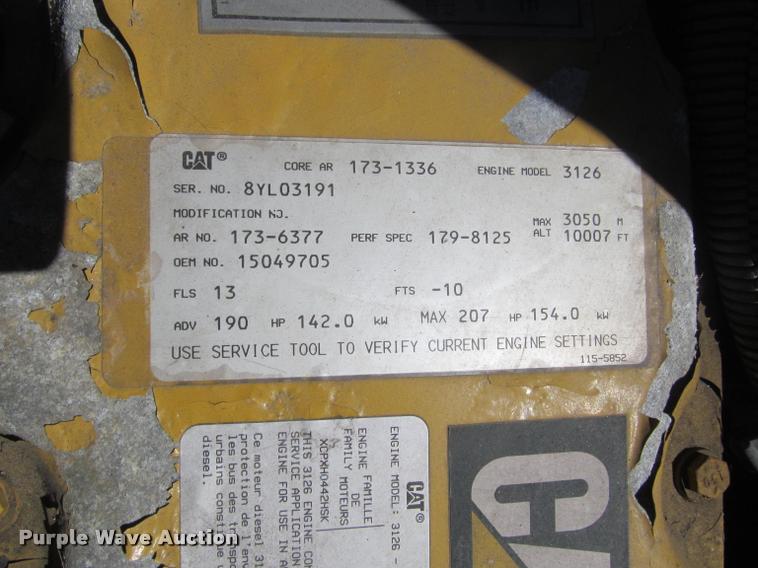 CAT® CORE AR 173-1336 ENGINE MODEL 3126
SER. NO. 8YL03191
MODIFICATION NO.
AR NO. 173-6377 PERF SPEC 179-8125 MAX ALT 3050 M 10007 FT
OEM NO. 15049705
FLS 13 FTS -10
ADV 190 HP 142.0 kW MAX 207 HP 154.0 kW
USE SERVICE TOOL TO VERIFY CURRENT ENGINE SETTINGS
115-5852
CAT®
ENGINE MODEL: 3126 -
ENGINE FAMILLE
DE
FAMILY MOTEURS
XCPXH0442HSK
THIS 3126 ENGINE
SERVICE APPLICATION
ENGINE FOR USE IN
Ce moteur diesel
protection de
les bus des
urbains
diesel.
CA
Purple Wave Auction